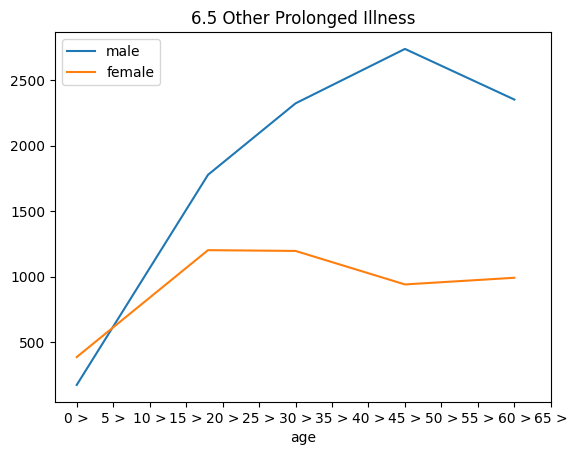 6.5 Other Prolonged Illness
male
female
2500
2000
1500
1000
500
0 > 5 > 10 > 15 > 20 > 25 > 30 > 35 > 40 > 45 > 50 > 55 > 60 > 65 >
age